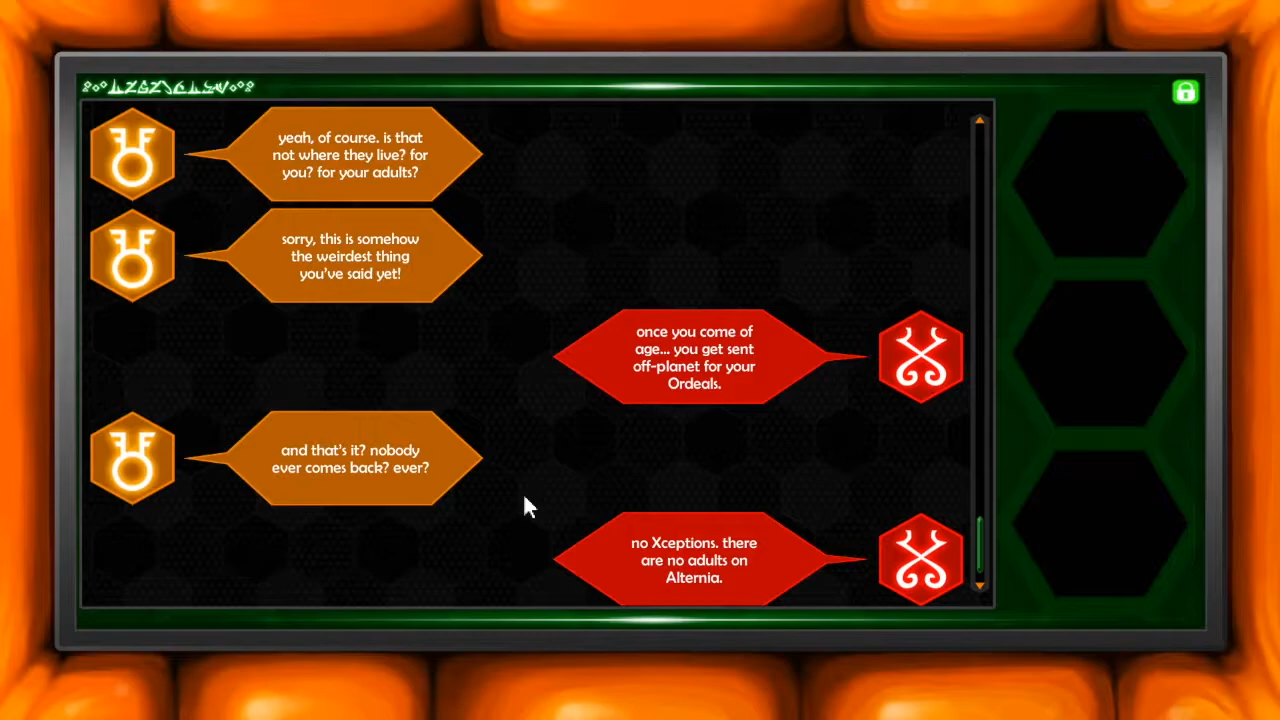 yeah, of course. is that
not where they live? for
you? for your adults?
sorry, this is somehow
the weirdest thing
you've said yet!
once you come of
age... you get sent
off-planet for your
Ordeals.
and that's it? nobody
ever comes back? ever?
no Xceptions. there
are no adults on
Alternia.